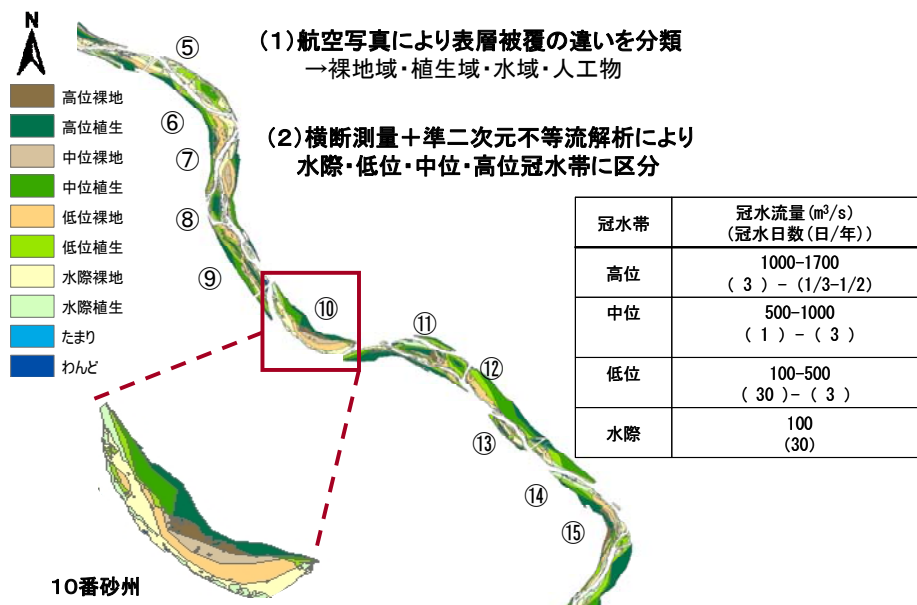 N
(1)航空写真により表層被覆の違いを分類
→裸地域・植生域・水域・人工物
(2)横断測量+準二次元不等流解析により
水際・低位・中位・高位冠水帯に区分
高位裸地
高位植生
中位裸地
中位植生
低位裸地
低位植生
水際裸地
水際植生
たまり
わんど
⑤
⑥
⑦
⑧
⑨
⑩
⑪
⑫
⑬
⑭
⑮
冠水帯 冠水流量(m³/s)
(冠水日数(日/年))
高位 1000-1700
( 3 ) - (1/3-1/2)
中位 500-1000
( 1 ) - ( 3 )
低位 100-500
( 30 )- ( 3 )
水際 100
(30)
10番砂州